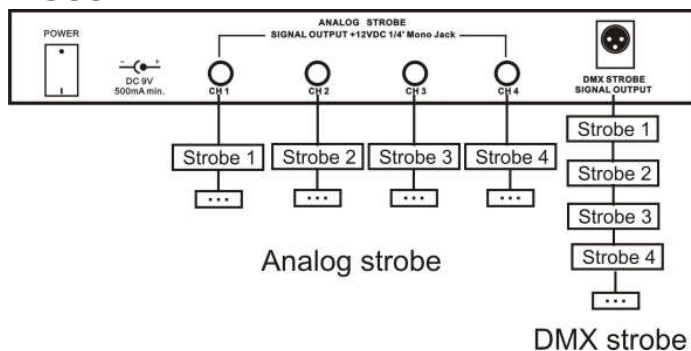 ANALOG STROBE
POWER
SIGNAL OUTPUT +12VDC 1/4' Mono Jack
- +
DC 9V
500mA min.
CH 1
CH 2
CH 3
CH 4
DMX STROBE
SIGNAL OUTPUT
Strobe 1
Strobe 2
Strobe 3
Strobe 4
...
...
...
...
Analog strobe
Strobe 1
Strobe 2
Strobe 3
Strobe 4
...
DMX strobe